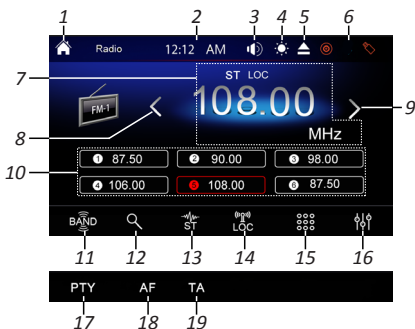 1 2 3 4 5 6
Radio 12:12 AM
7 ST LOC
FM-1 108.00 9
8 MHz
10
1 87.50 2 90.00 3 98.00
4 106.00 5 108.00 6 87.50
BAND ST LOC
11 12 13 14 15 16
PTY AF TA
17 18 19